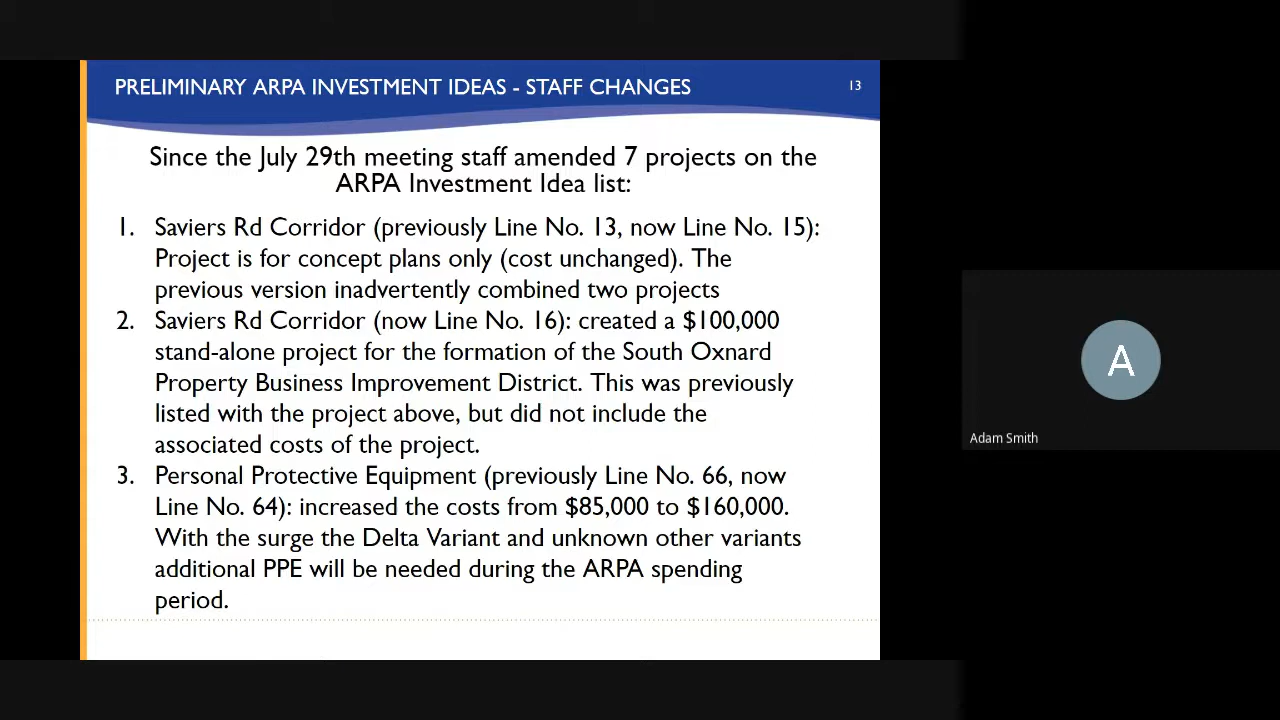 PRELIMINARY ARPA INVESTMENT IDEAS - STAFF CHANGES
13
Since the July 29th meeting staff amended 7 projects on the
ARPA Investment Idea list:
1. Saviers Rd Corridor (previously Line No. 13, now Line No. 15):
Project is for concept plans only (cost unchanged). The
previous version inadvertently combined two projects
2. Saviers Rd Corridor (now Line No. 16): created a $100,000
stand-alone project for the formation of the South Oxnard
Property Business Improvement District. This was previously
listed with the project above, but did not include the
associated costs of the project.
3. Personal Protective Equipment (previously Line No. 66, now
Line No. 64): increased the costs from $85,000 to $160,000.
With the surge the Delta Variant and unknown other variants
additional PPE will be needed during the ARPA spending
period.
A
Adam Smith